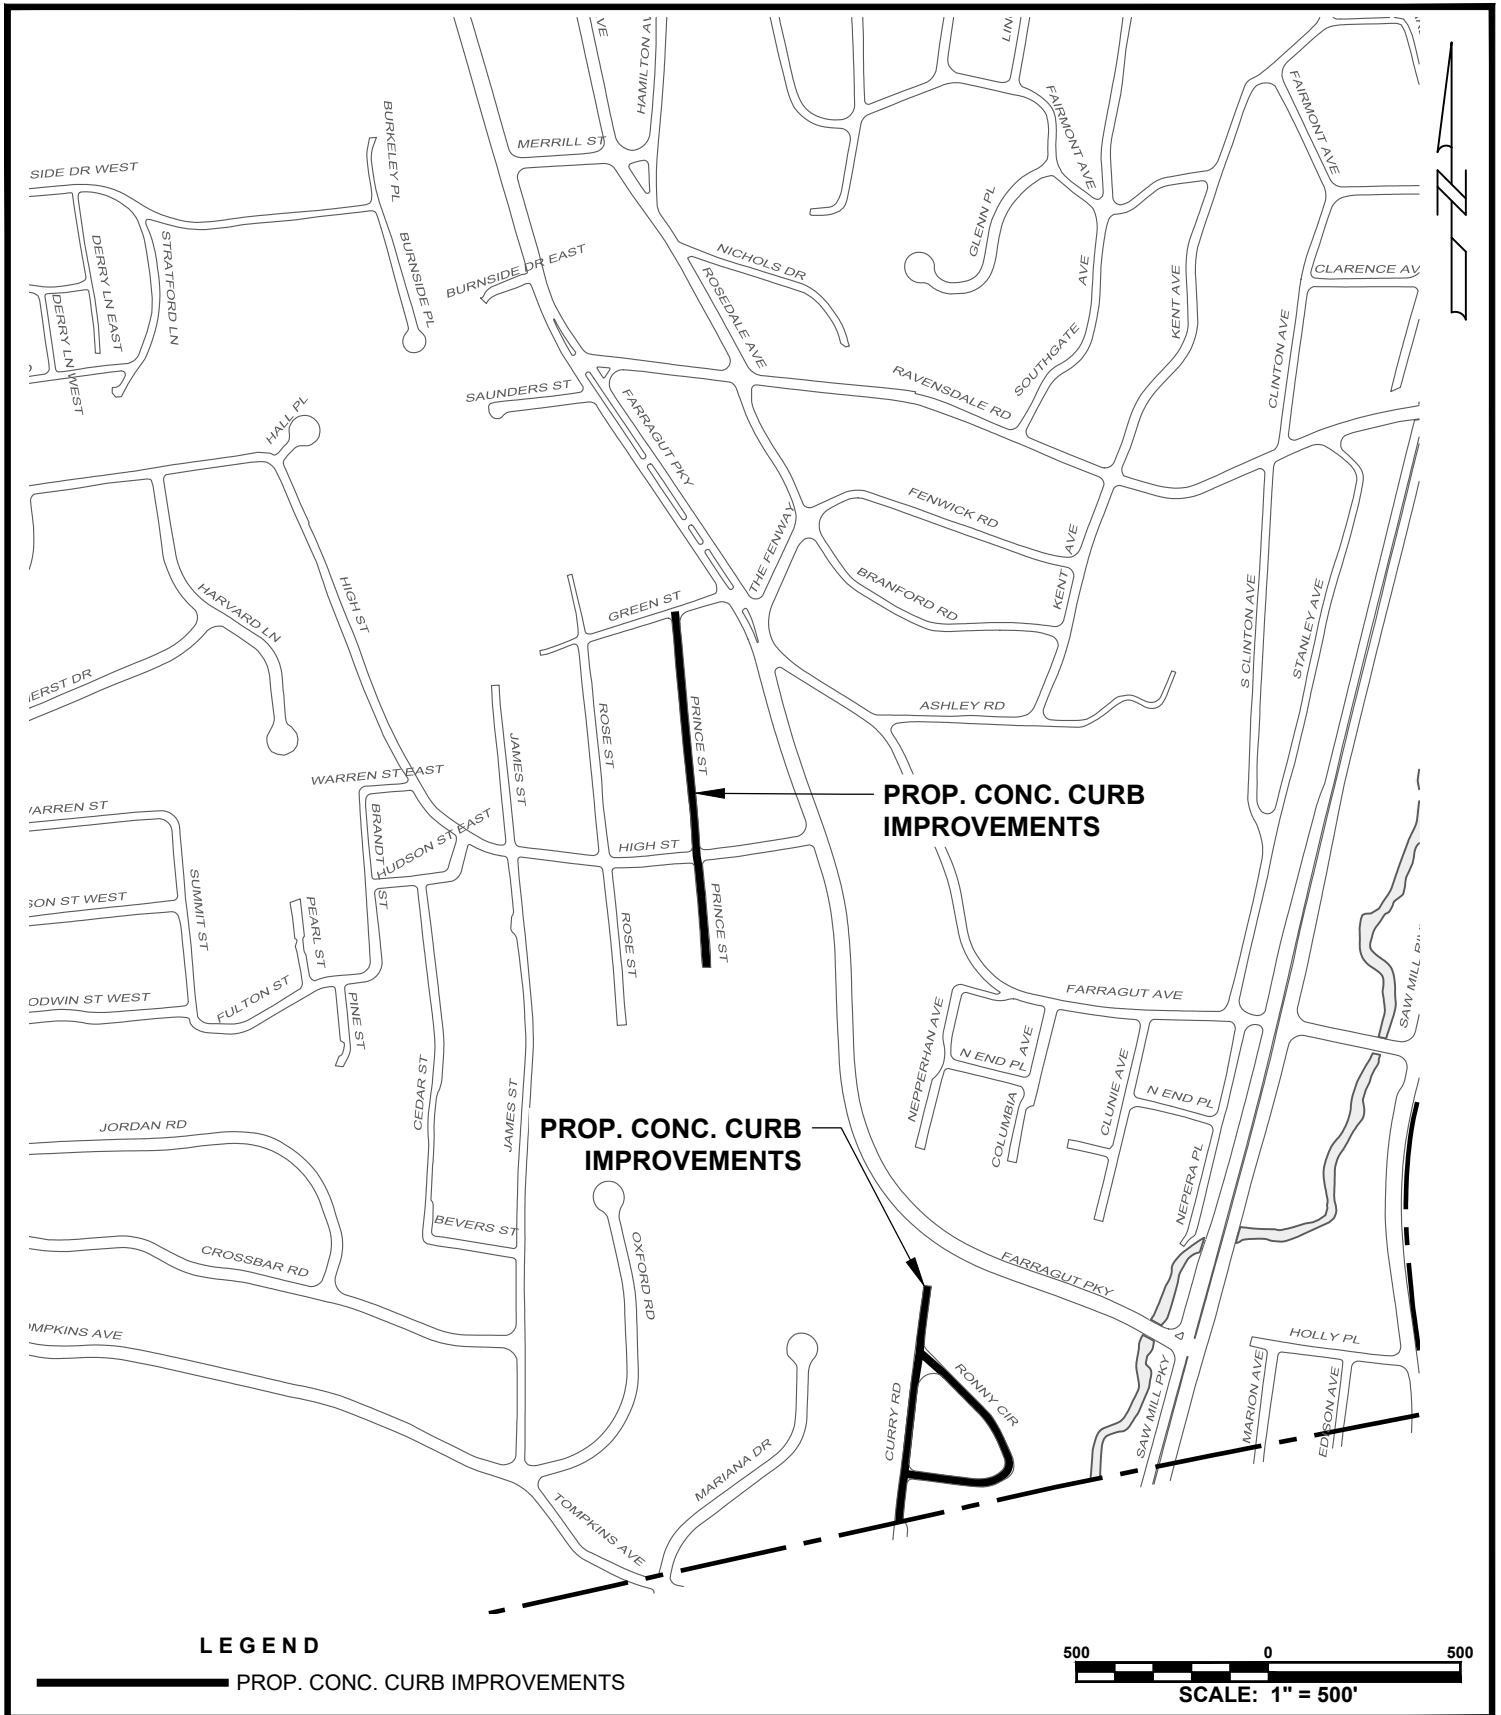 AVE
HAMILTON AV
LIN
MERRILL ST
BURKELEY PL
FAIRMONT AVE
FAIRMONT AVE
SIDE DR WEST
GLENN PL
DERRY LN EAST
STRATFORD LN
BURNSIDE PL
BURNSIDE DR EAST
NICHOLS DR
ROSEDALE AVE
SOUTHGATE
AVE
KENT AVE
CLARENCE AV
CLINTON AVE
DERRY LN WEST
SAUNDERS ST
FARRAGUT PKY
RAVENSDALE RD
HALL PL
FENWICK RD
THE FENWAY
KENT
AVE
BRANFORD RD
HARVARD LN
HIGH ST
GREEN ST
S CLINTON AVE
STANLEY AVE
ERST DR
ASHLEY RD
ROSE ST
PRINCE ST
JAMES ST
WARREN ST EAST
PROP. CONC. CURB
IMPROVEMENTS
ARREN ST
BRANDT
ST
HUDSON ST EAST
HIGH ST
SON ST WEST
SUMMIT ST
PEARL ST
ROSE ST
PRINCE ST
ODWIN ST WEST
FULTON ST
PINE ST
FARRAGUT AVE
SAW MILL RIV
NEPPERHAN AVE
N END PL
COLUMBIA
AVE
CLUNIE AVE
N END PL
CEDAR ST
JAMES ST
JORDAN RD
PROP. CONC. CURB
IMPROVEMENTS
NEPERA PL
BEVERS ST
CROSSBAR RD
OXFORD RD
FARRAGUT PKY
MPKINS AVE
HOLLY PL
CURRY RD
RONNY CIR
SAW MILL PKY
MARION AVE
EDISON AVE
MARIANA DR
TOMPKINS AVE
LEGEND
PROP. CONC. CURB IMPROVEMENTS
500 0 500
SCALE: 1" = 500'